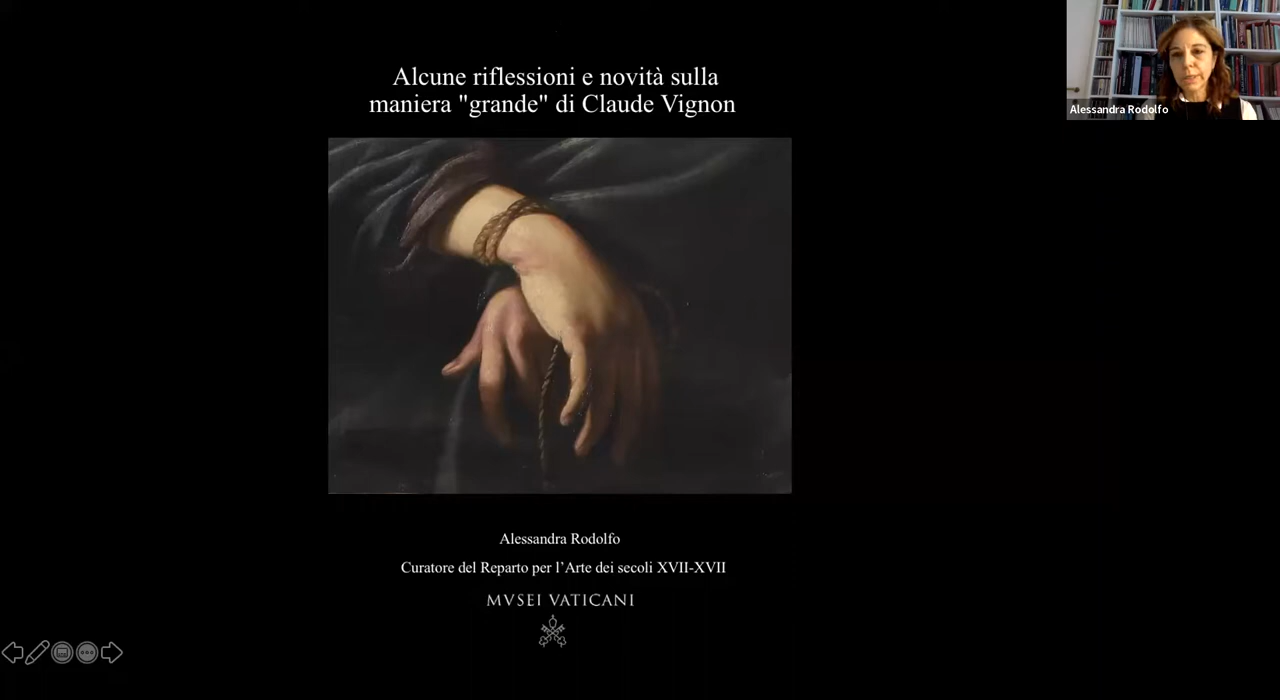 Alcune riflessioni e novità sulla
maniera "grande" di Claude Vignon
Alessandra Rodolfo
Alessandra Rodolfo
Curatore del Reparto per l'Arte dei secoli XVII-XVII
MVSEI VATICANI